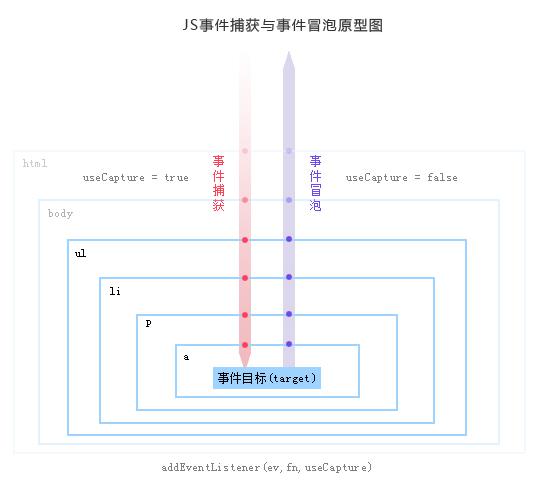 JS事件捕获与事件冒泡原型图
html
useCapture = true
事件捕获
事件冒泡
useCapture = false
body
ul
li
p
a
事件目标(target)
addEventListener(ev,fn,useCapture)